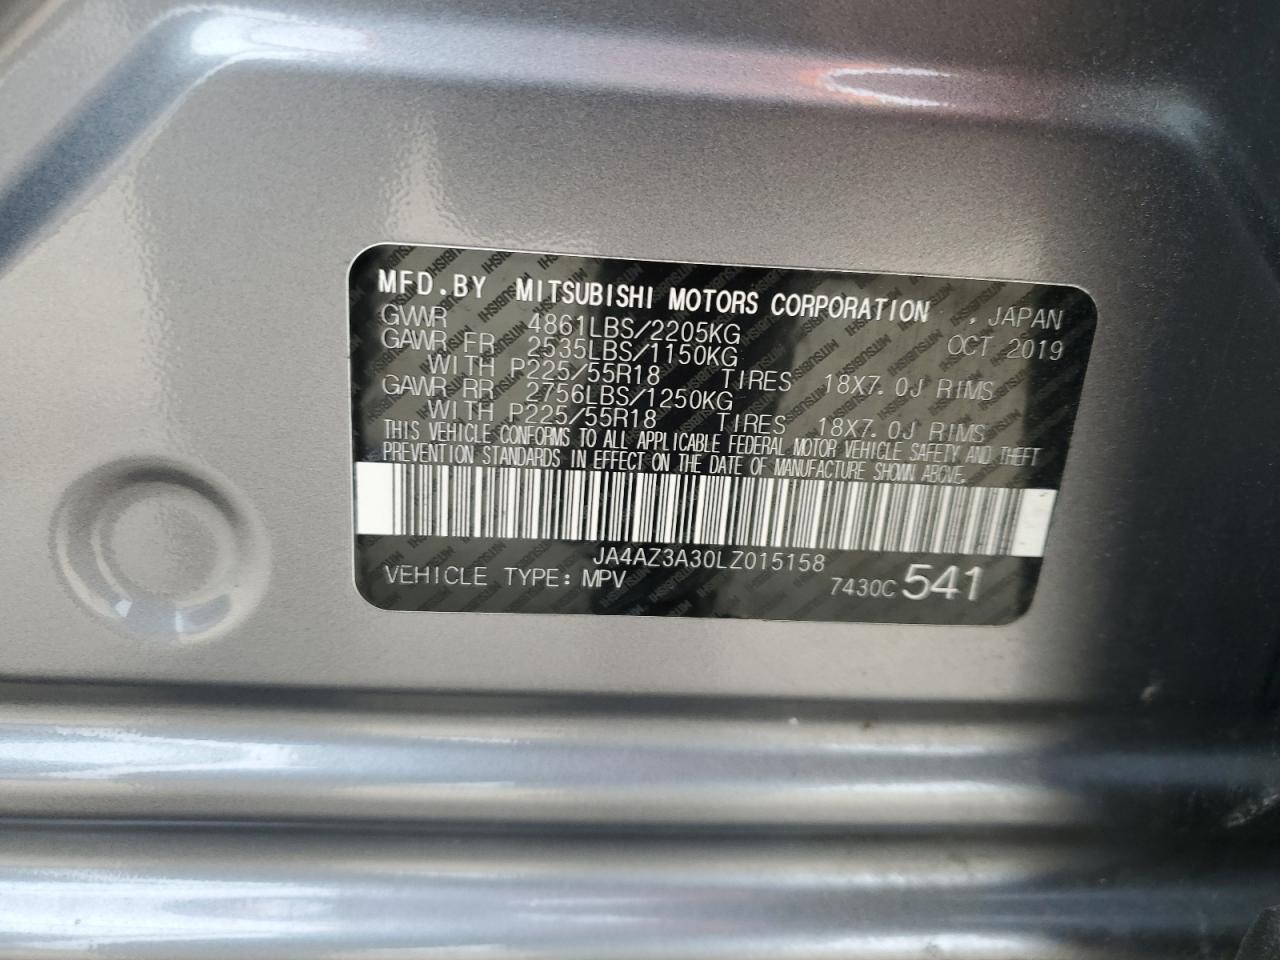 MFD.BY MITSUBISHI MOTORS CORPORATION , JAPAN
GVWR 4861LBS/2205KG OCT 2019
GAWR FR 2535LBS/1150KG
WITH P225/55R18 TIRES 18X7.0J RIMS
GAWR RR 2756LBS/1250KG
WITH P225/55R18 TIRES 18X7.0J RIMS
THIS VEHICLE CONFORMS TO ALL APPLICABLE FEDERAL MOTOR VEHICLE SAFETY AND THEFT
PREVENTION STANDARDS IN EFFECT ON THE DATE OF MANUFACTURE SHOWN ABOVE.
JA4AZ3A30LZ015158
VEHICLE TYPE: MPV 7430C 541